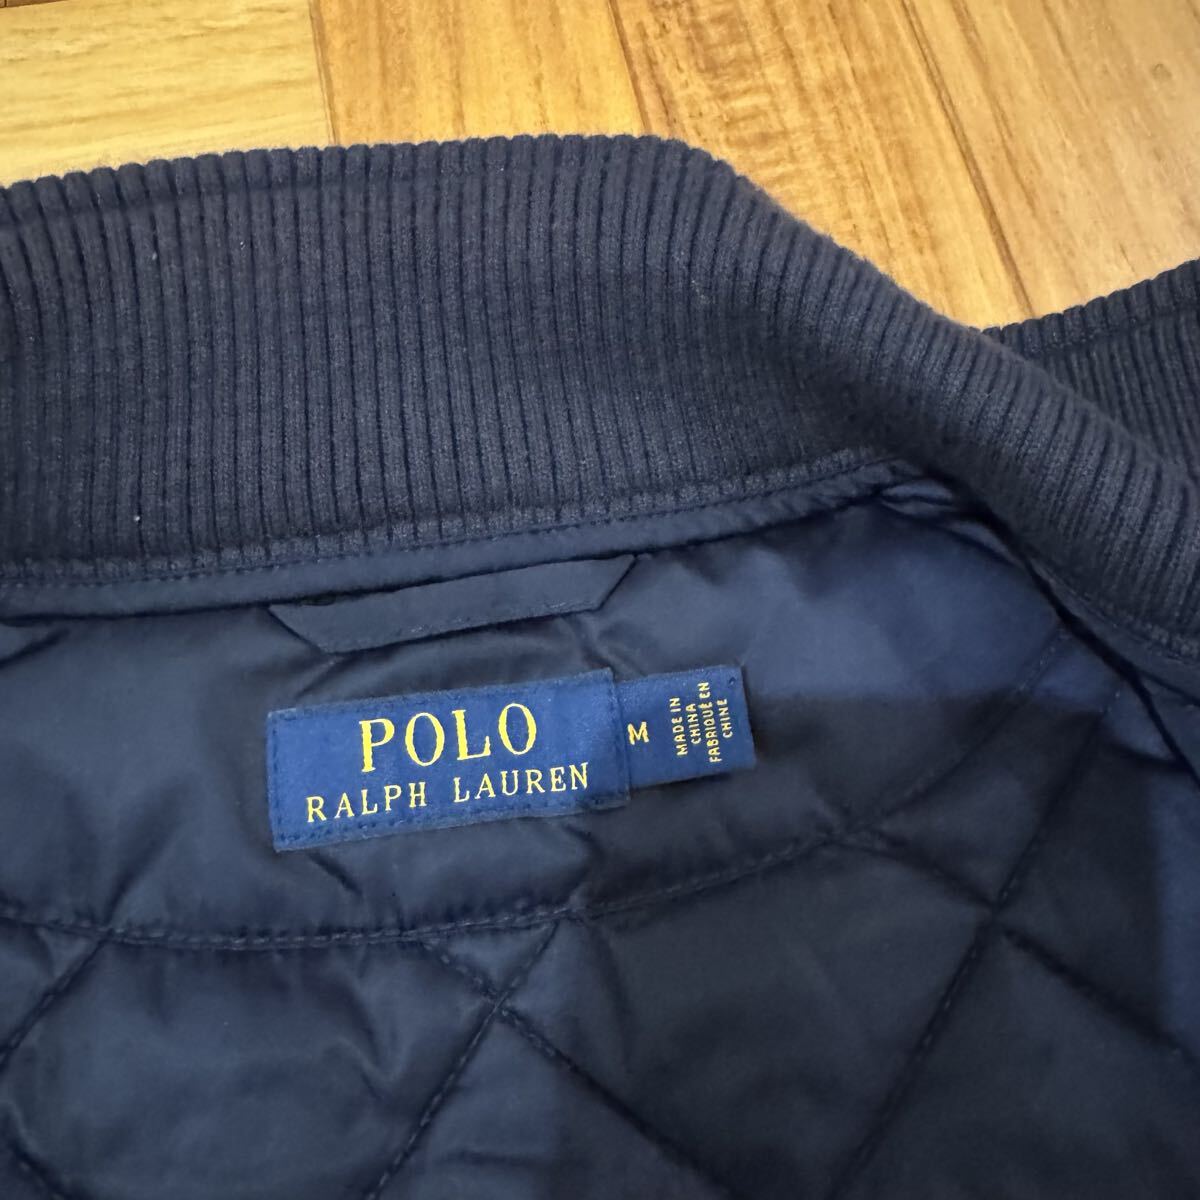 POLO
RALPH LAUREN
M
MADE IN
CHINA
FABRIQUÉ EN
CHINE